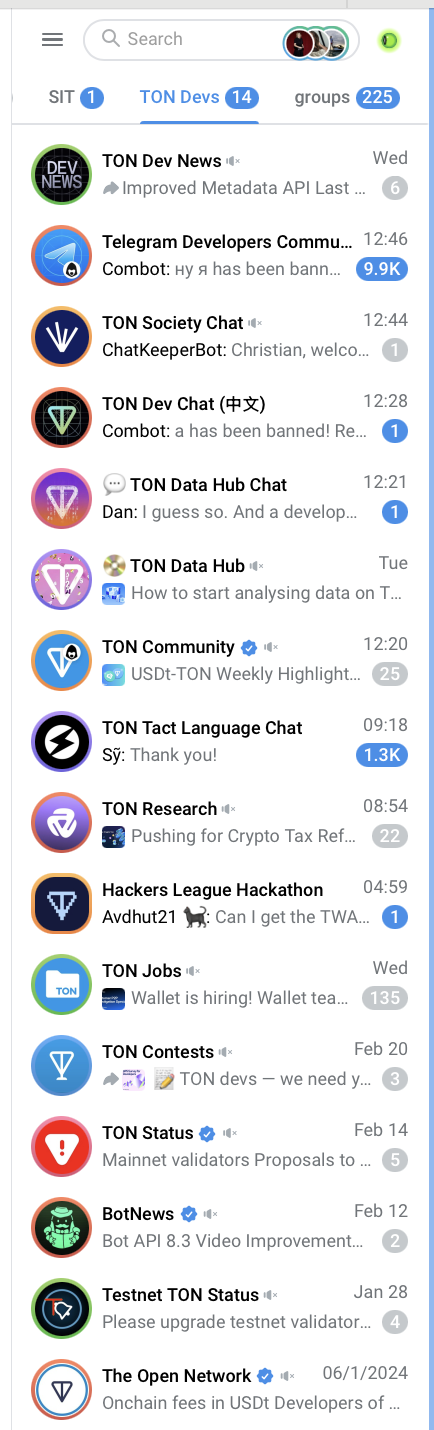 Search
SIT 1 TON Devs 14 groups 225
DEV NEWS
TON Dev News Wed
Improved Metadata API Last ... 6
Telegram Developers Commu... 12:46
Combot: ну я has been bann... 9.9K
TON Society Chat 12:44
ChatKeeperBot: Christian, welco... 1
TON Dev Chat (中文) 12:28
Combot: a has been banned! Re... 1
TON Data Hub Chat 12:21
Dan: I guess so. And a develop... 1
TON Data Hub Tue
How to start analysing data on T...
TON Community 12:20
USDt-TON Weekly Highlight... 25
TON Tact Language Chat 09:18
Sỹ: Thank you! 1.3K
TON Research 08:54
Pushing for Crypto Tax Ref... 22
Hackers League Hackathon 04:59
Avdhut21 🐈‍⬛: Can I get the TWA... 1
TON
TON Jobs Wed
Wallet is hiring! Wallet tea... 135
TON Contests Feb 20
📝 TON devs — we need y... 3
TON Status Feb 14
Mainnet validators Proposals to ... 5
BotNews Feb 12
Bot API 8.3 Video Improvement... 2
Testnet TON Status Jan 28
Please upgrade testnet validator... 4
The Open Network 06/1/2024
Onchain fees in USDt Developers of ...